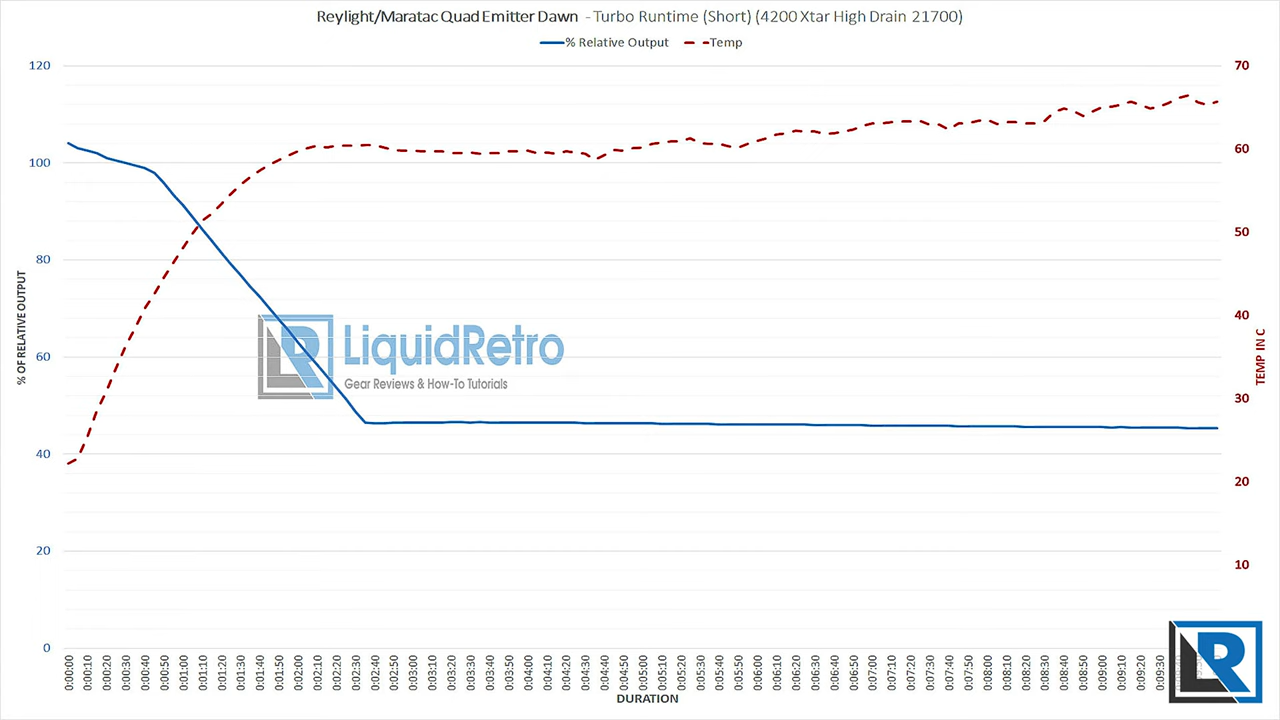 Reylight/Maratac Quad Emitter Dawn - Turbo Runtime (Short) (4200 Xtar High Drain 21700)
% Relative Output Temp
120
100
80
60
40
20
0
% OF RELATIVE OUTPUT
70
60
50
40
30
20
10
TEMP IN C
LR LiquidRetro
Gear Reviews & How-To Tutorials
0:00:00 0:00:10 0:00:20 0:00:30 0:00:40 0:00:50 0:01:00 0:01:10 0:01:20 0:01:30 0:01:40 0:01:50 0:02:00 0:02:10 0:02:20 0:02:30 0:02:40 0:02:50 0:03:00 0:03:10 0:03:20 0:03:30 0:03:40 0:03:50 0:04:00 0:04:10 0:04:20 0:04:30 0:04:40 0:04:50 0:05:00 0:05:10 0:05:20 0:05:30 0:05:40 0:05:50 0:06:00 0:06:10 0:06:20 0:06:30 0:06:40 0:06:50 0:07:00 0:07:10 0:07:20 0:07:30 0:07:40 0:07:50 0:08:00 0:08:10 0:08:20 0:08:30 0:08:40 0:08:50 0:09:00 0:09:10 0:09:20 0:09:30
DURATION
LR